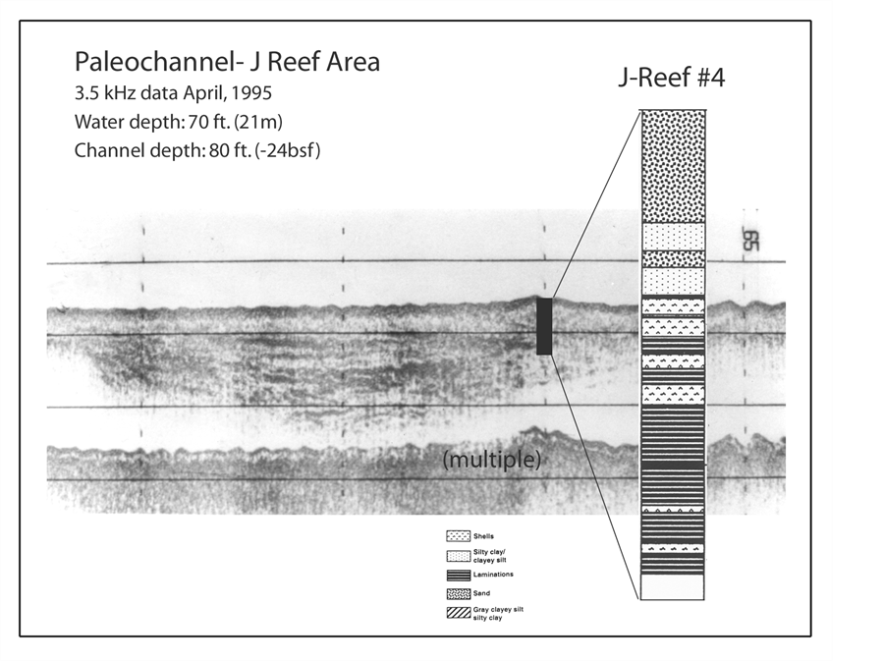 Paleochannel- J Reef Area
3.5 kHz data April, 1995
Water depth: 70 ft. (21m)
Channel depth: 80 ft. (-24bsf)
J-Reef #4
65
(multiple)
Shells
Silty clay/
clayey silt
Laminations
Sand
Gray clayey silt
silty clay